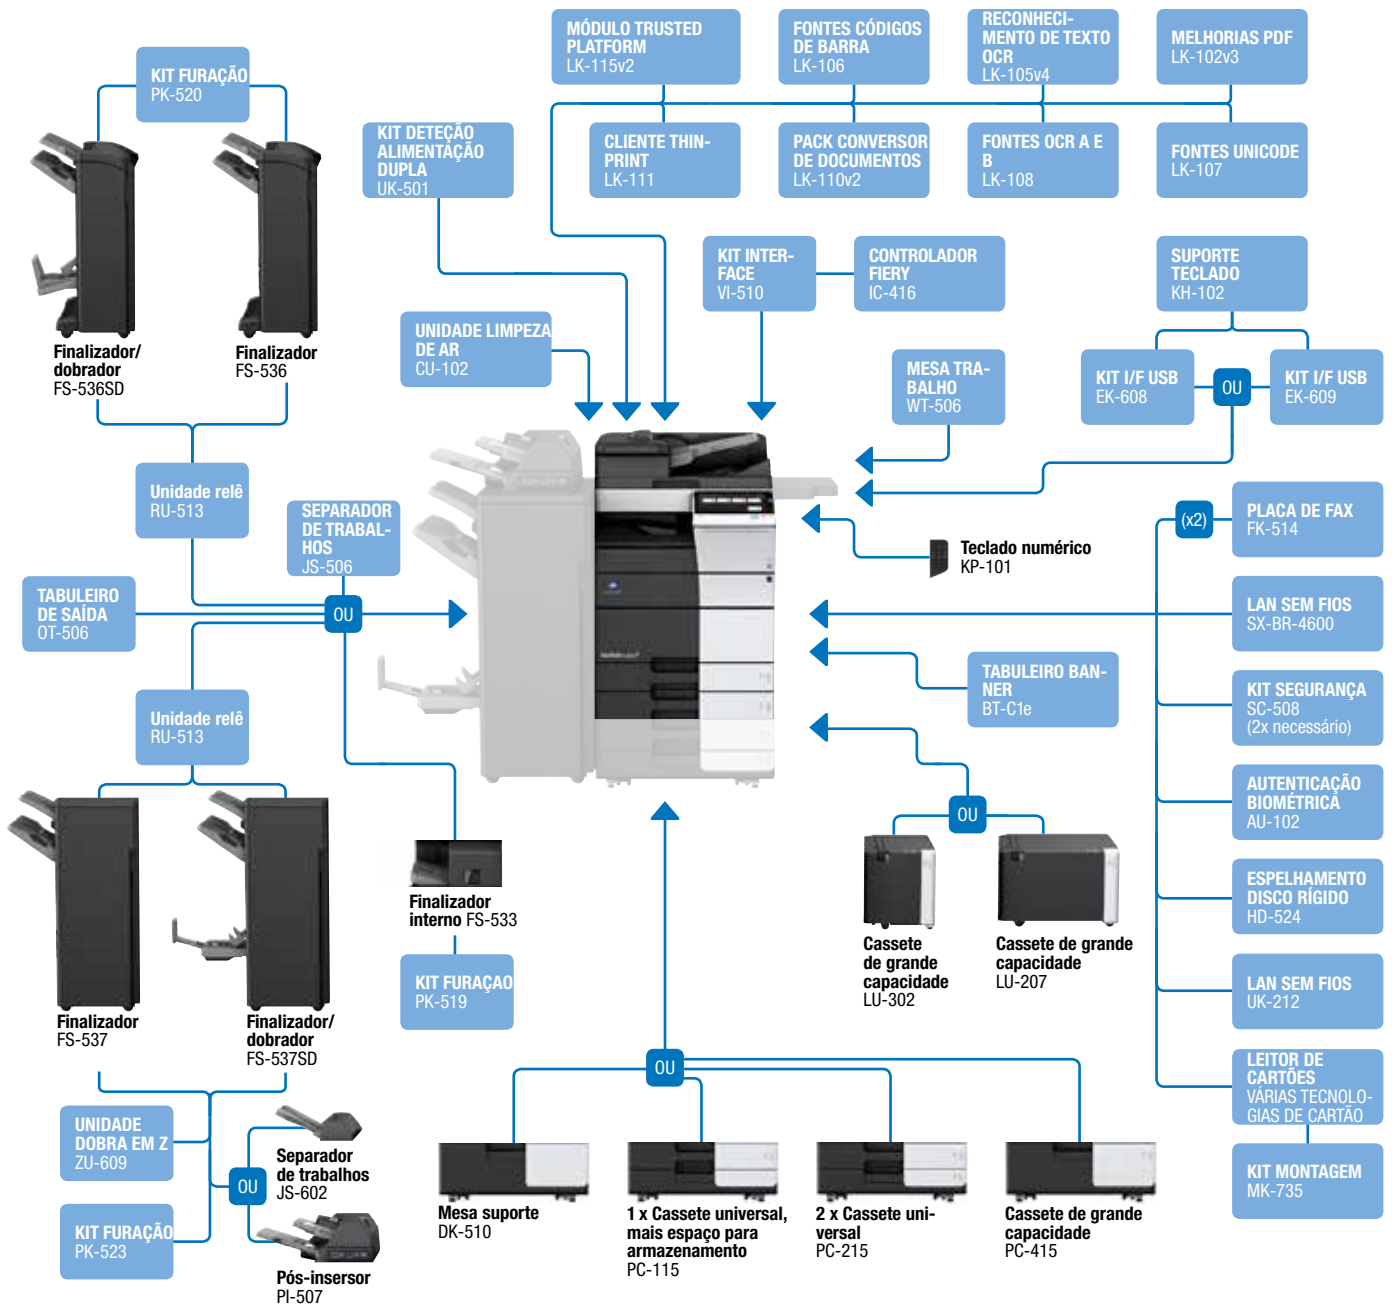 MÓDULO TRUSTED
PLATFORM
LK-115v2
FONTES CÓDIGOS
DE BARRA
LK-106
RECONHECI-
MENTO DE TEXTO
OCR
LK-105v4
MELHORIAS PDF
LK-102v3
KIT FURAÇÃO
PK-520
KIT DETEÇÃO
ALIMENTAÇÃO
DUPLA
UK-501
CLIENTE THIN-
PRINT
LK-111
PACK CONVERSOR
DE DOCUMENTOS
LK-110v2
FONTES OCR A E
B
LK-108
FONTES UNICODE
LK-107
KIT INTER-
FACE
VI-510
CONTROLADOR
FIERY
IC-416
SUPORTE
TECLADO
KH-102
UNIDADE LIMPEZA
DE AR
CU-102
Finalizador/
dobrador
FS-536SD
Finalizador
FS-536
MESA TRA-
BALHO
WT-506
KIT I/F USB
EK-608
OU
KIT I/F USB
EK-609
Unidade relê
RU-513
SEPARADOR
DE TRABAL-
HOS
JS-506
(x2)
PLACA DE FAX
FK-514
Teclado numérico
KP-101
TABULEIRO
DE SAÍDA
OT-506
OU
LAN SEM FIOS
SX-BR-4600
TABULEIRO BAN-
NER
BT-C1e
KIT SEGURANÇA
SC-508
(2x necessário)
Unidade relê
RU-513
AUTENTICAÇÃO
BIOMÉTRICA
AU-102
OU
Finalizador
interno FS-533
ESPELHAMENTO
DISCO RÍGIDO
HD-524
Cassete
de grande
capacidade
LU-302
Cassete de grande
capacidade
LU-207
KIT FURAÇAO
PK-519
LAN SEM FIOS
UK-212
Finalizador
FS-537
Finalizador/
dobrador
FS-537SD
OU
LEITOR DE
CARTÕES
VÁRIAS TECNOLO-
GIAS DE CARTÃO
UNIDADE
DOBRA EM Z
ZU-609
Separador
de trabalhos
JS-602
OU
KIT MONTAGEM
MK-735
KIT FURAÇÃO
PK-523
Pós-insersor
PI-507
Mesa suporte
DK-510
1 x Cassete universal,
mais espaço para
armazenamento
PC-115
2 x Cassete uni-
versal
PC-215
Cassete de grande
capacidade
PC-415